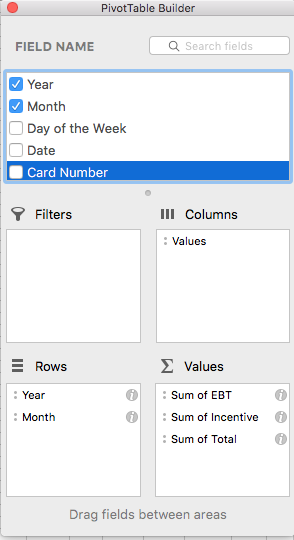 PivotTable Builder
FIELD NAME
Search fields
Year
Month
Day of the Week
Date
Card Number
Filters
Columns
Values
Rows
Values
Year
Month
Sum of EBT
Sum of Incentive
Sum of Total
Drag fields between areas